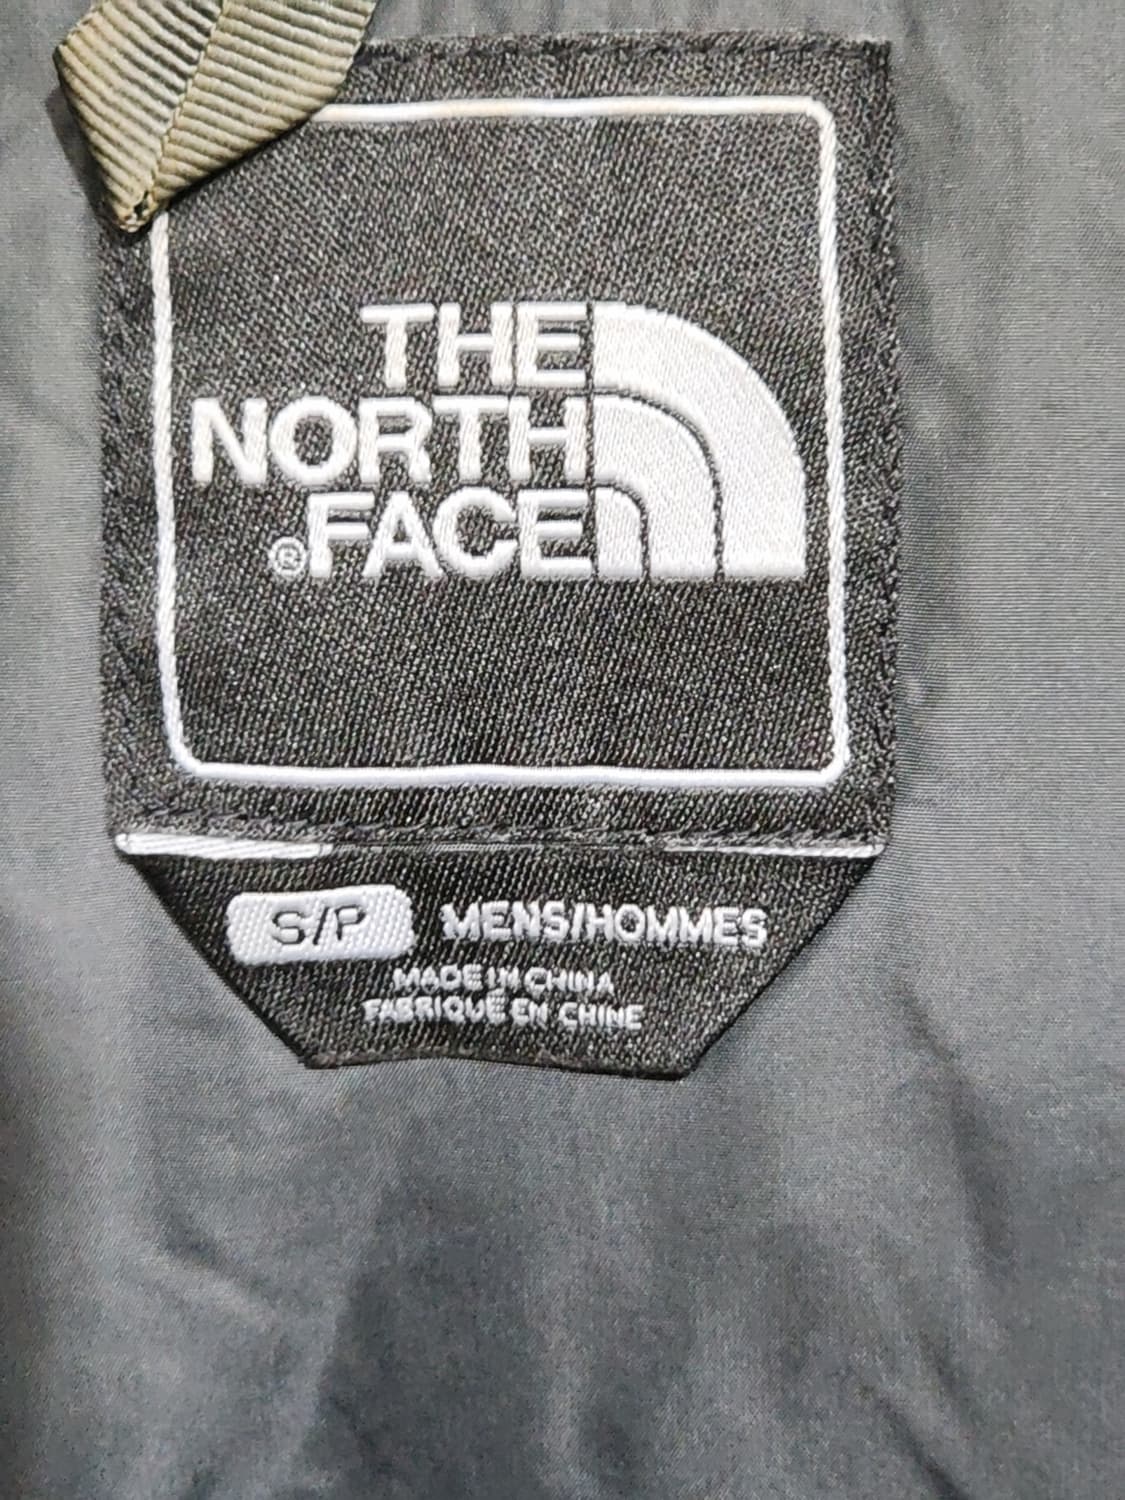 THE
NORTH
®FACE
S/P MENS/HOMMES
MADE IN CHINA
FABRIQUÉ EN CHINE